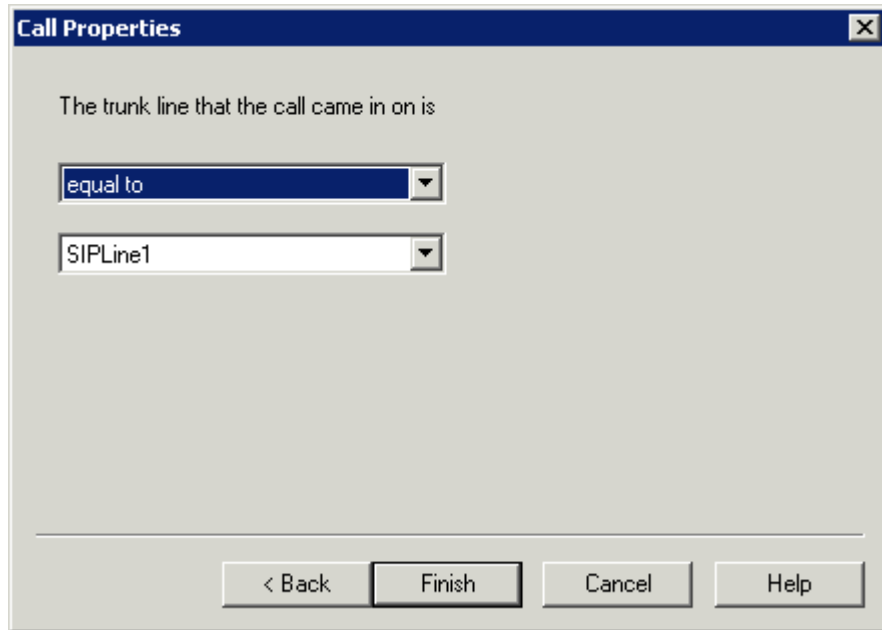 Call Properties
The trunk line that the call came in on is
equal to
SIPLine1
< Back Finish Cancel Help